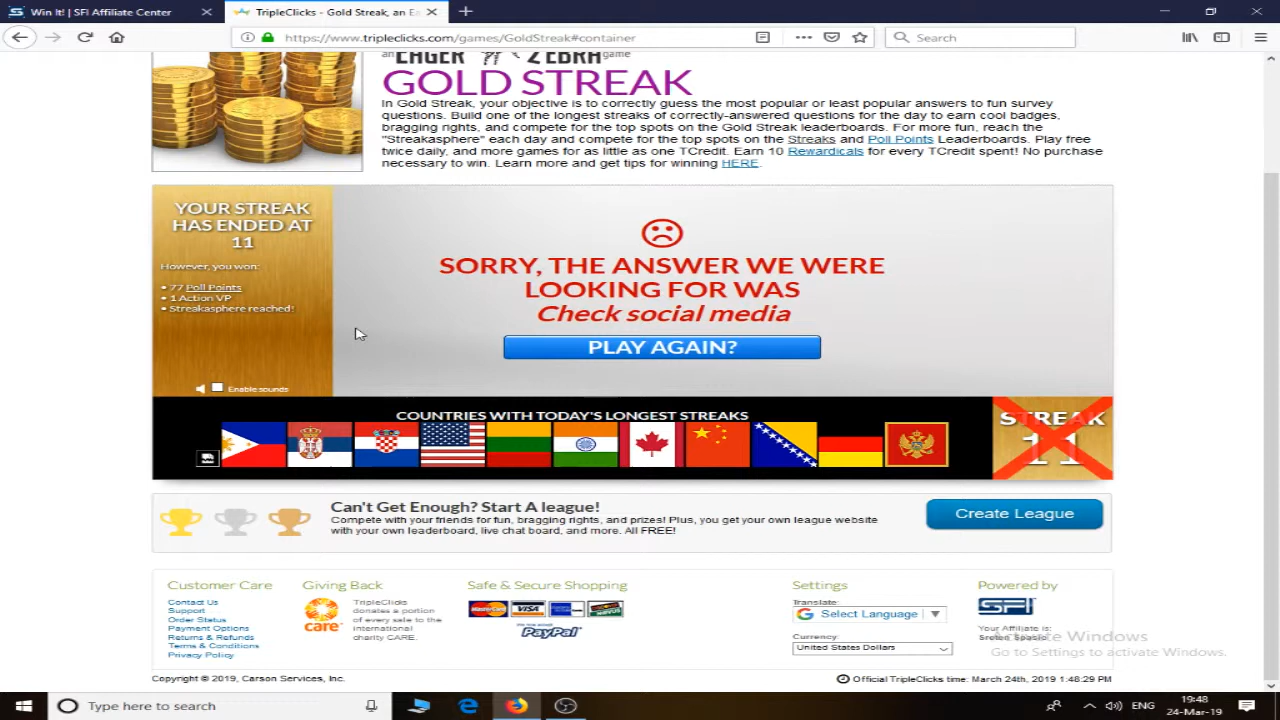 Win It! | SFI Affiliate Center
TripleClicks - Gold Streak, an Ea
https://www.tripleclicks.com/games/GoldStreak#container
Search
an EAGER ZEBRA game
GOLD STREAK
In Gold Streak, your objective is to correctly guess the most popular or least popular answers to fun survey
questions. Build one of the longest streaks of correctly-answered questions for the day to earn cool badges,
bragging rights, and compete for the top spots on the Gold Streak leaderboards. For more fun, reach the
"Streakasphere" each day and compete for the top spots on the Streaks and Poll Points Leaderboards. Play free
twice daily, and more games for as little as one TCredit. Earn 10 Rewardicals for every TCredit spent! No purchase
necessary to win. Learn more and get tips for winning HERE.
YOUR STREAK
HAS ENDED AT
11
However, you won:
• 77 Poll Points
• 1 Action VP
• Streakasphere reached!
Enable sounds
SORRY, THE ANSWER WE WERE
LOOKING FOR WAS
Check social media
PLAY AGAIN?
COUNTRIES WITH TODAY'S LONGEST STREAKS
STREAK
11
Can't Get Enough? Start A league!
Compete with your friends for fun, bragging rights, and prizes! Plus, you get your own league website
with your own leaderboard, live chat board, and more. All FREE!
Create League
Customer Care
Contact Us
Support
Order Status
Payment Options
Returns & Refunds
Terms & Conditions
Privacy Policy
Giving Back
care
TripleClicks
donates a portion
of every sale to the
international
charity CARE.
Safe & Secure Shopping
MasterCard
VISA
PayPal
Settings
Translate:
G Select Language
Currency:
United States Dollars
Powered by
SFI
Your Affiliate is:
Activate Windows
Go to Settings to activate Windows.
Copyright © 2019, Carson Services, Inc.
Official TripleClicks time: March 24th, 2019 1:48:29 PM
Type here to search
ENG
19:48
24-Mar-19